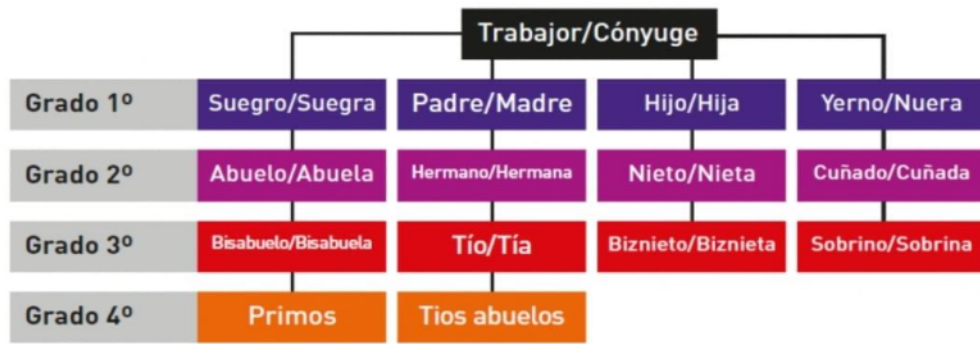 Trabajor/Cónyuge
Grado 1º Suegro/Suegra Padre/Madre Hijo/Hija Yerno/Nuera
Grado 2º Abuelo/Abuela Hermano/Hermana Nieto/Nieta Cuñado/Cuñada
Grado 3º Bisabuelo/Bisabuela Tío/Tía Biznieto/Biznieta Sobrino/Sobrina
Grado 4º Primos Tios abuelos